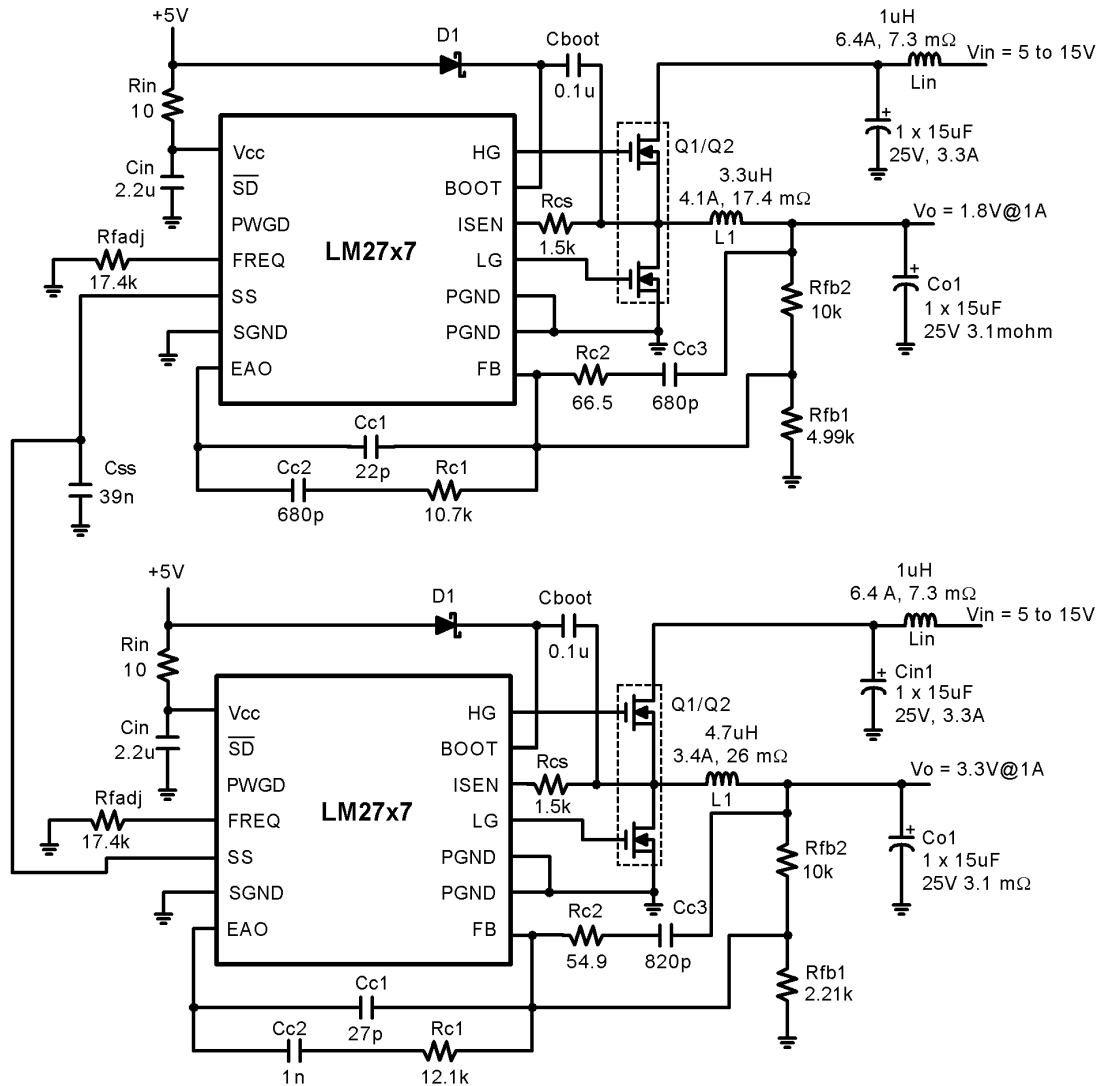 +5V
D1
Cboot
0.1u
1uH
6.4A, 7.3 mΩ
Lin
Vin = 5 to 15V
Rin
10
+
1 x 15uF
25V, 3.3A
Cin
2.2u
Vcc
SD
PWGD
FREQ
SS
SGND
EAO
LM27x7
HG
BOOT
ISEN
LG
PGND
PGND
FB
Q1/Q2
Rcs
1.5k
3.3uH
4.1A, 17.4 mΩ
L1
Vo = 1.8V@1A
Rfadj
17.4k
+
Co1
1 x 15uF
25V 3.1mohm
Rfb2
10k
Rc2
66.5
Cc3
680p
Rfb1
4.99k
Cc1
22p
Cc2
680p
Rc1
10.7k
Css
39n
+5V
D1
Cboot
0.1u
1uH
6.4 A, 7.3 mΩ
Lin
Vin = 5 to 15V
Rin
10
+
Cin1
1 x 15uF
25V, 3.3A
Cin
2.2u
Vcc
SD
PWGD
FREQ
SS
SGND
EAO
LM27x7
HG
BOOT
ISEN
LG
PGND
PGND
FB
Q1/Q2
Rcs
1.5k
4.7uH
3.4A, 26 mΩ
L1
Vo = 3.3V@1A
Rfadj
17.4k
+
Co1
1 x 15uF
25V 3.1 mΩ
Rfb2
10k
Rc2
54.9
Cc3
820p
Rfb1
2.21k
Cc1
27p
Cc2
1n
Rc1
12.1k